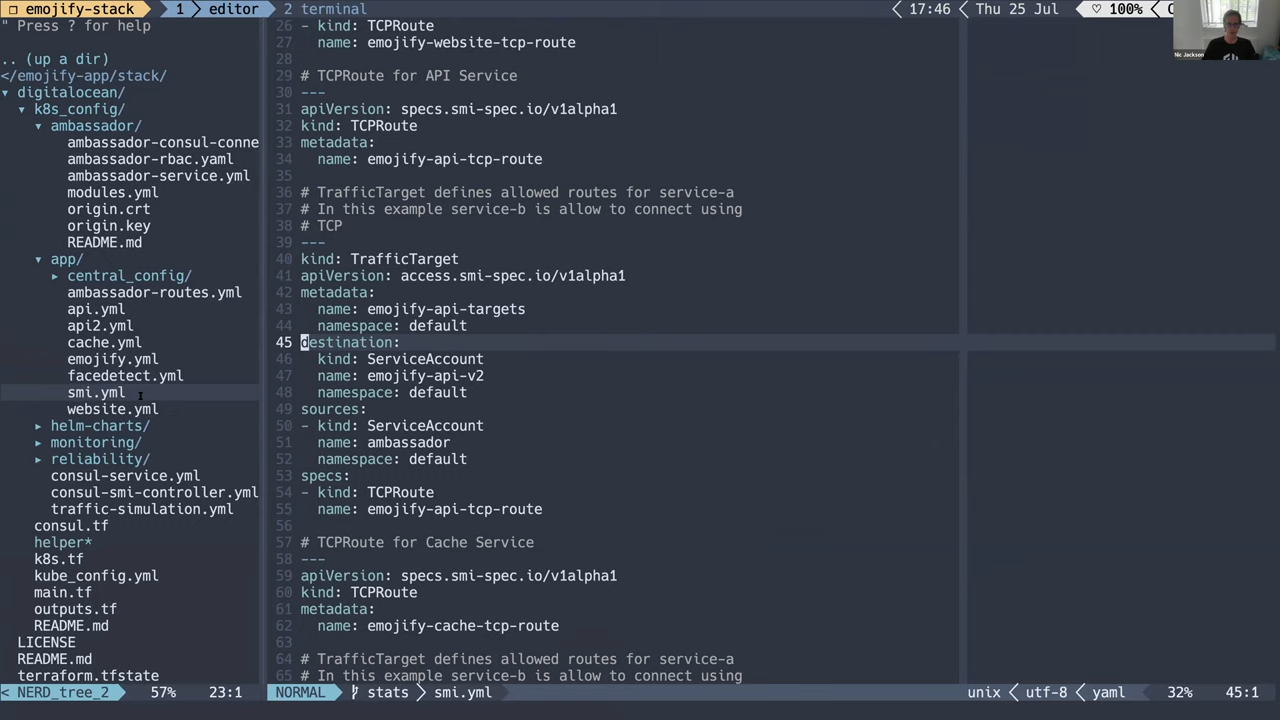 emojify-stack 1 editor 2 terminal 17:46 Thu 25 Jul ♡ 100%
" Press ? for help
.. (up a dir)
</emojify-app/stack/
▾ digitalocean/
▾ k8s_config/
▾ ambassador/
ambassador-consul-conne
ambassador-rbac.yaml
ambassador-service.yml
modules.yml
origin.crt
origin.key
README.md
▾ app/
▸ central_config/
ambassador-routes.yml
api.yml
api2.yml
cache.yml
emojify.yml
facedetect.yml
smi.yml
website.yml
▸ helm-charts/
▸ monitoring/
▸ reliability/
consul-service.yml
consul-smi-controller.yml
traffic-simulation.yml
consul.tf
helper*
k8s.tf
kube_config.yml
main.tf
outputs.tf
README.md
LICENSE
README.md
terraform.tfstate
26 - kind: TCPRoute
27 name: emojify-website-tcp-route
28
29 # TCPRoute for API Service
30 ---
31 apiVersion: specs.smi-spec.io/v1alpha1
32 kind: TCPRoute
33 metadata:
34 name: emojify-api-tcp-route
35
36 # TrafficTarget defines allowed routes for service-a
37 # In this example service-b is allow to connect using
38 # TCP
39 ---
40 kind: TrafficTarget
41 apiVersion: access.smi-spec.io/v1alpha1
42 metadata:
43 name: emojify-api-targets
44 namespace: default
45 destination:
46 kind: ServiceAccount
47 name: emojify-api-v2
48 namespace: default
49 sources:
50 - kind: ServiceAccount
51 name: ambassador
52 namespace: default
53 specs:
54 - kind: TCPRoute
55 name: emojify-api-tcp-route
56
57 # TCPRoute for Cache Service
58 ---
59 apiVersion: specs.smi-spec.io/v1alpha1
60 kind: TCPRoute
61 metadata:
62 name: emojify-cache-tcp-route
63
64 # TrafficTarget defines allowed routes for service-a
65 # In this example service-b is allow to connect using
< NERD_tree_2 57% 23:1 NORMAL stats smi.yml unix utf-8 yaml 32% 45:1
Nic Jackson